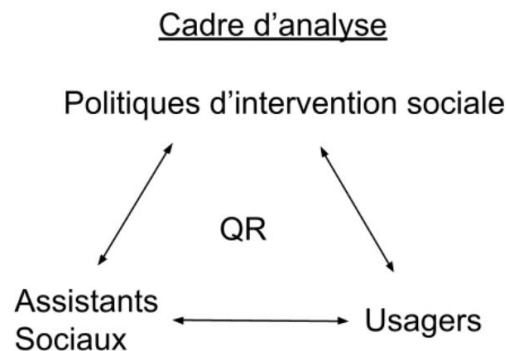 Cadre d'analyse
Politiques d'intervention sociale
QR
Assistants
Sociaux
Usagers